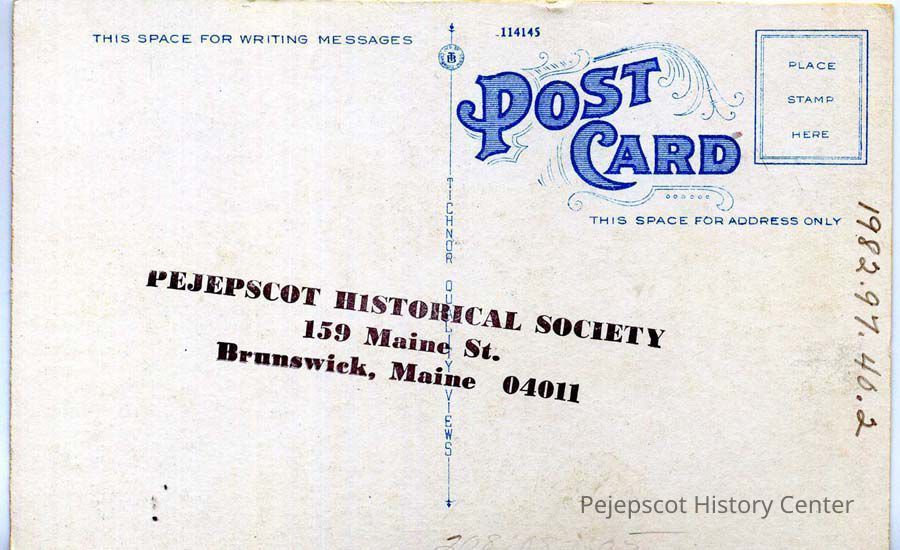 THIS SPACE FOR WRITING MESSAGES
114145
POST
CARD
PLACE
STAMP
HERE
THIS SPACE FOR ADDRESS ONLY
TICHNOR QUALITY VIEWS
PEJEPSCOT HISTORICAL SOCIETY
159 Maine St.
Brunswick, Maine 04011
1982.97.40.2
Pejepscot History Center